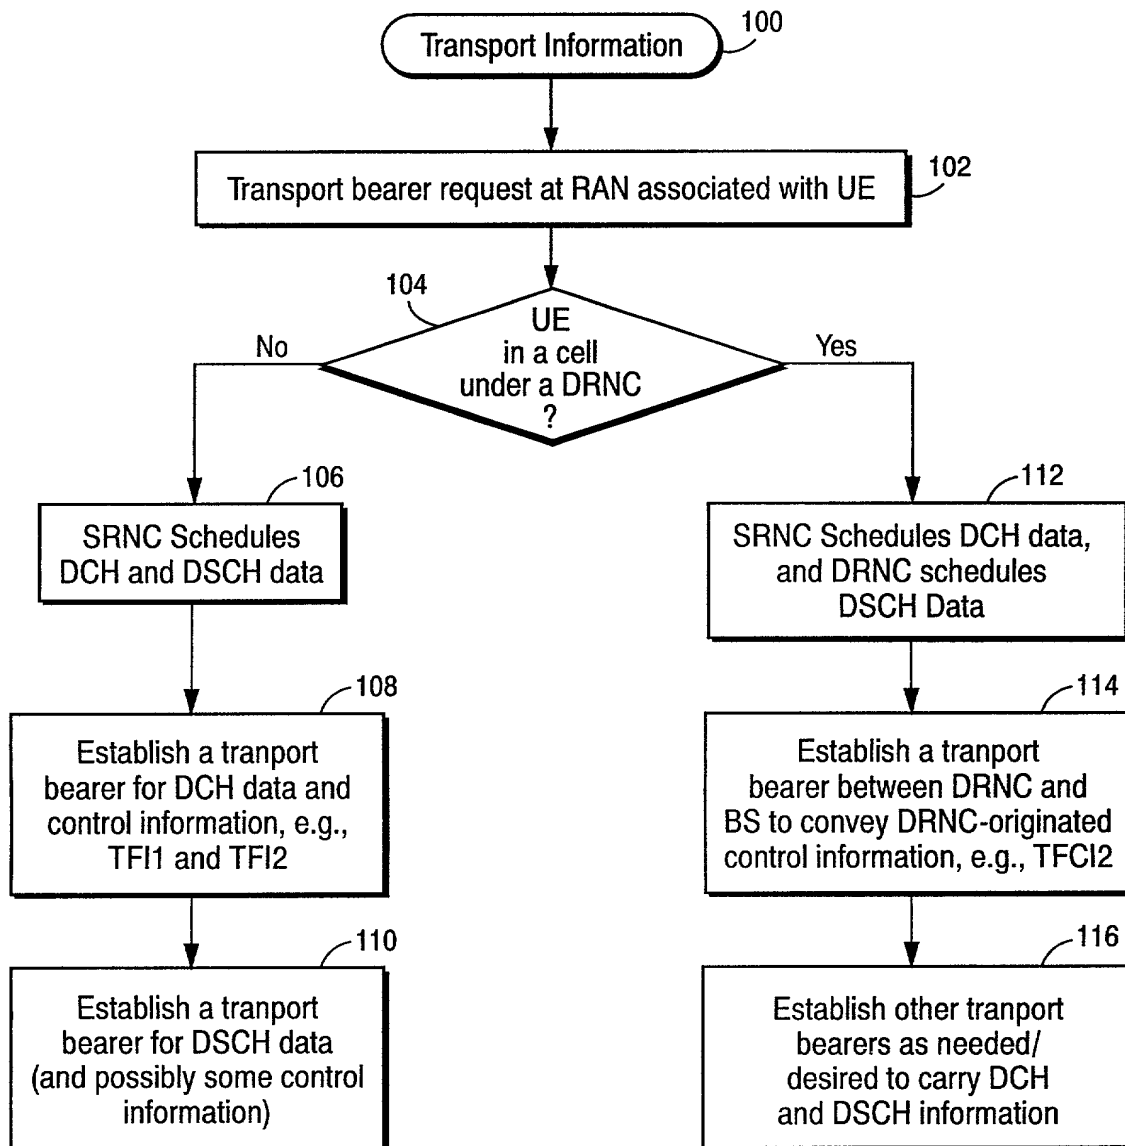 Transport Information
100
Transport bearer request at RAN associated with UE
102
104
UE
in a cell
under a DRNC
?
No
Yes
106
SRNC Schedules
DCH and DSCH data
108
Establish a tranport
bearer for DCH data and
control information, e.g.,
TFI1 and TFI2
110
Establish a tranport
bearer for DSCH data
(and possibly some control
information)
112
SRNC Schedules DCH data,
and DRNC schedules
DSCH Data
114
Establish a tranport
bearer between DRNC and
BS to convey DRNC-originated
control information, e.g., TFCI2
116
Establish other tranport
bearers as needed/
desired to carry DCH
and DSCH information